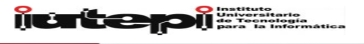 iutepi
Instituto
Universitario
de Tecnología
para la Informática